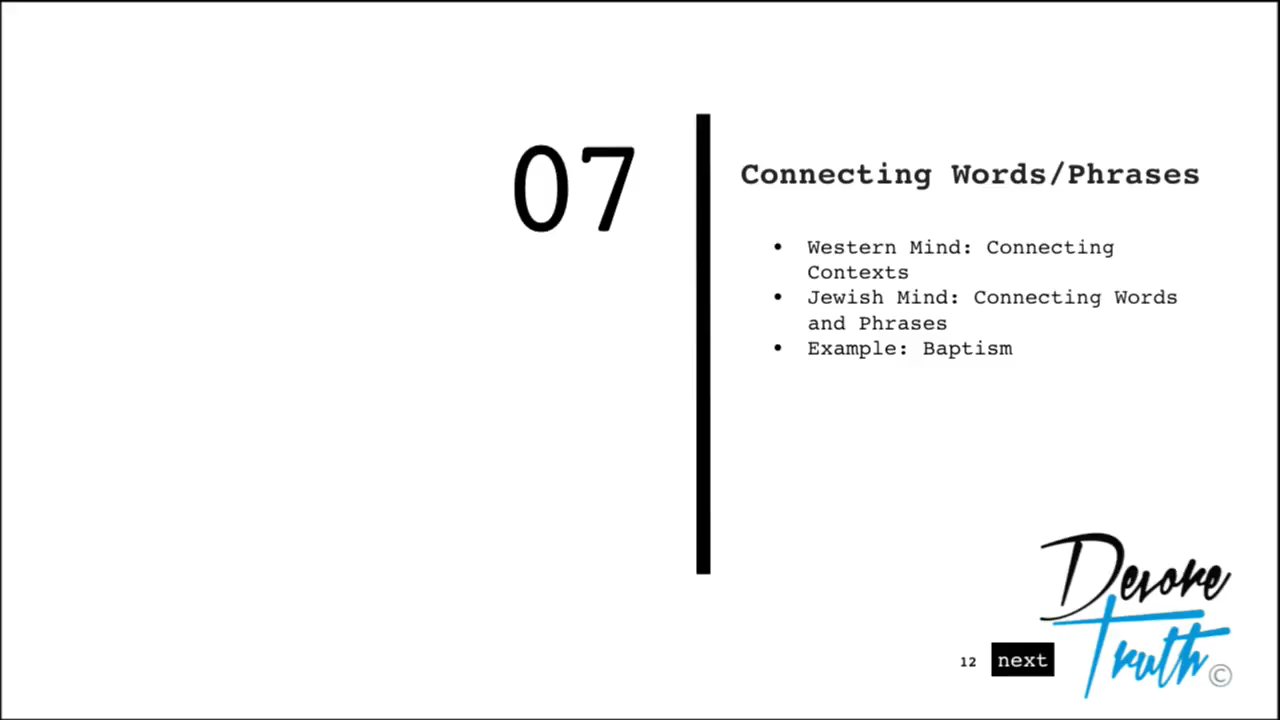 07
Connecting Words/Phrases
• Western Mind: Connecting
Contexts
• Jewish Mind: Connecting Words
and Phrases
• Example: Baptism
12 next
Devore
Truth ©